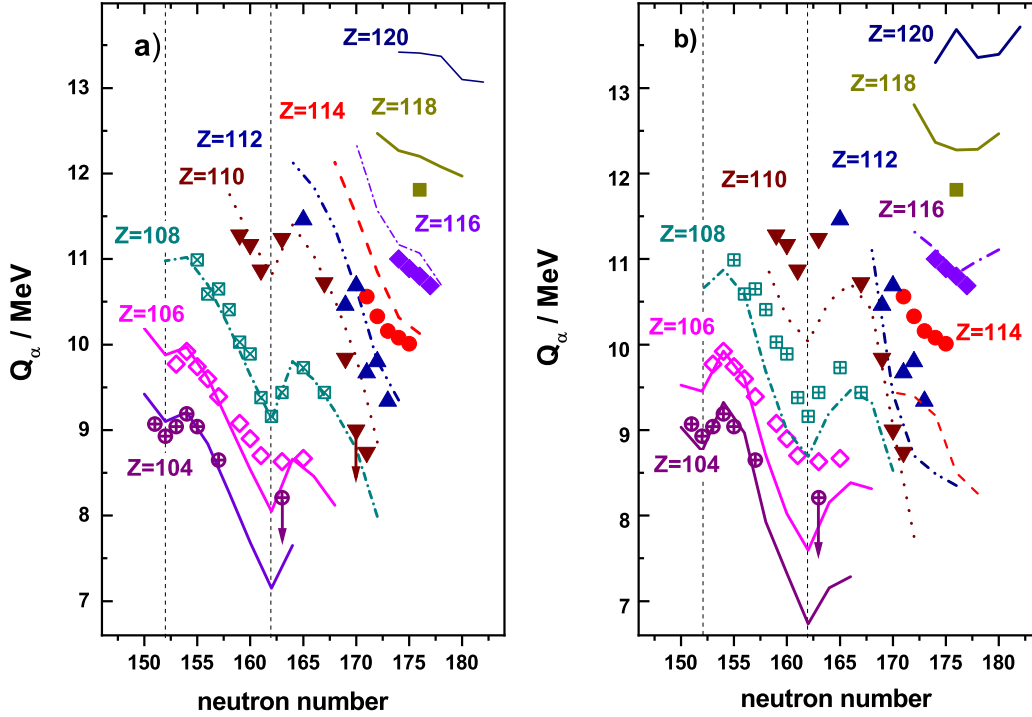 a)
Z=120
Z=118
Z=114
Z=112
Z=110
Z=116
Z=108
Z=106
Z=104
13
12
11
10
9
8
7
Qα / MeV
150 155 160 165 170 175 180
neutron number
b)
Z=120
Z=118
Z=112
Z=110
Z=116
Z=108
Z=106
Z=114
Z=104
13
12
11
10
9
8
7
Qα / MeV
150 155 160 165 170 175 180
neutron number